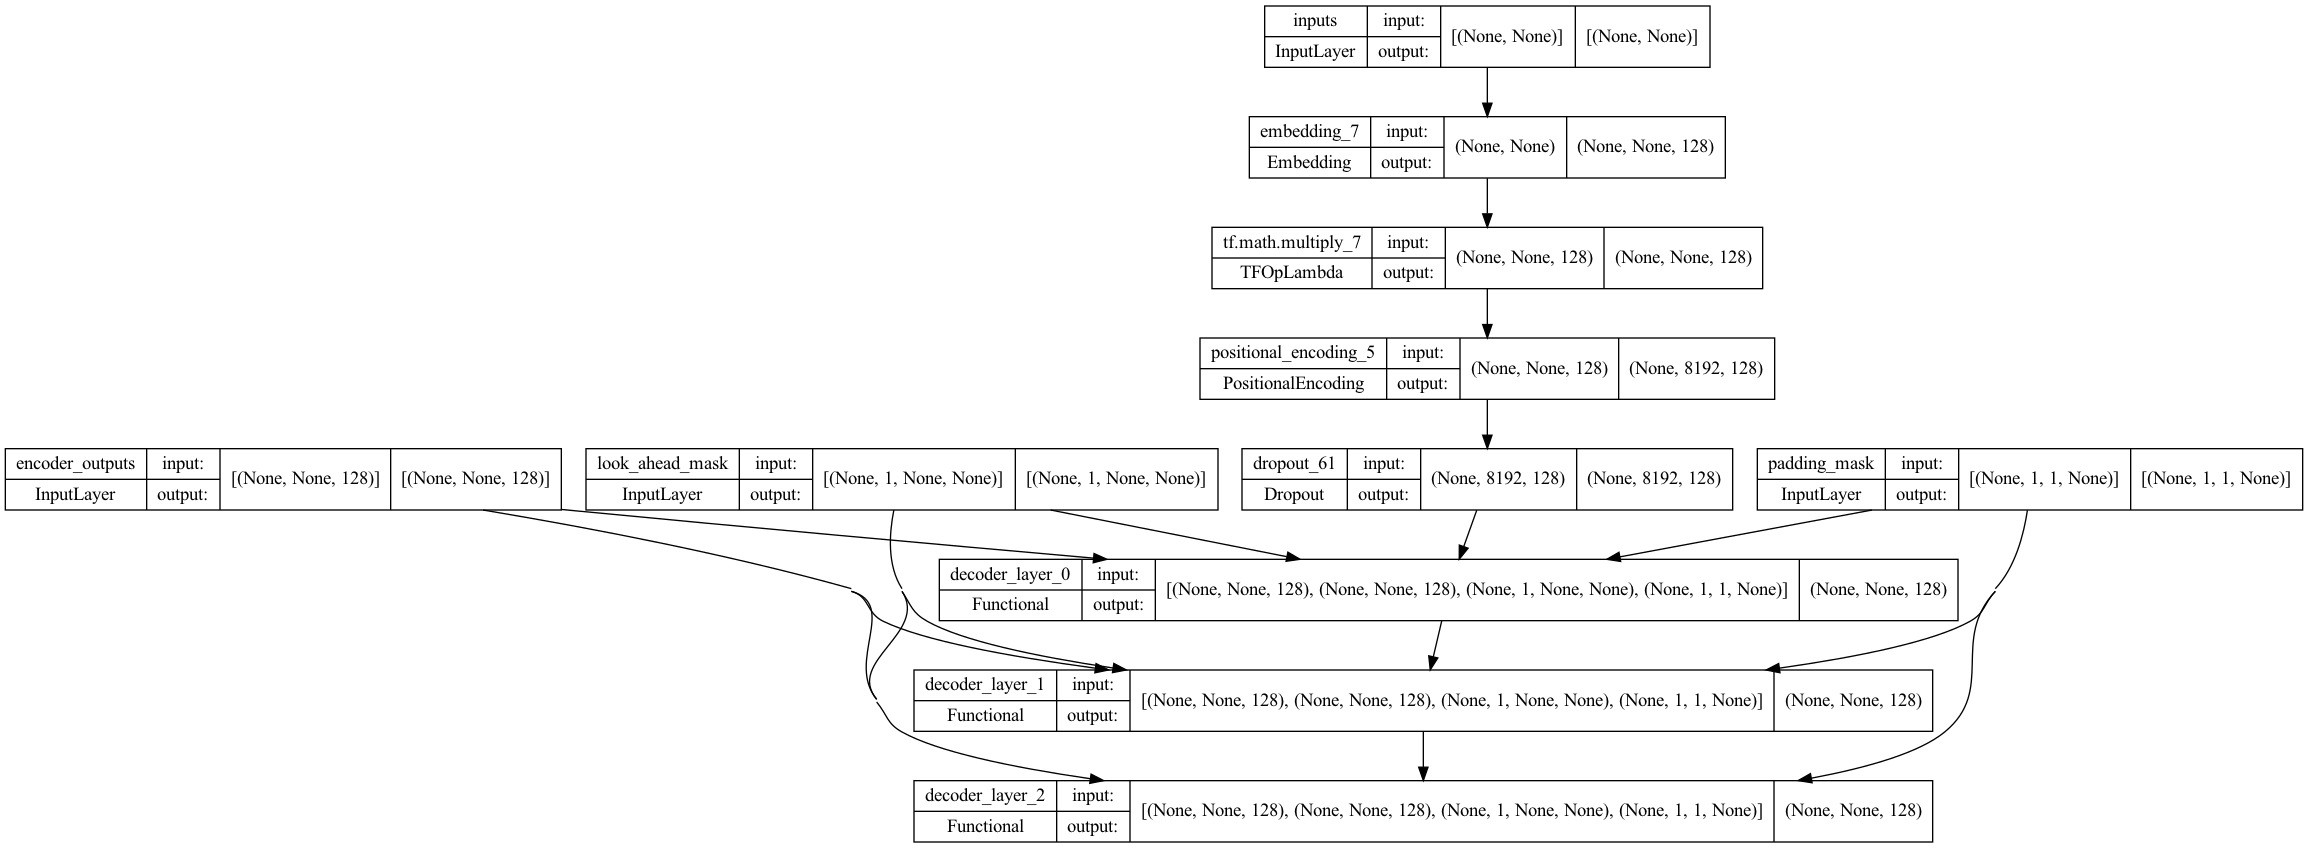 inputs input: [(None, None)] [(None, None)]
InputLayer output:
embedding_7 input: (None, None) (None, None, 128)
Embedding output:
tf.math.multiply_7 input: (None, None, 128) (None, None, 128)
TFOpLambda output:
positional_encoding_5 input: (None, None, 128) (None, 8192, 128)
PositionalEncoding output:
encoder_outputs input: [(None, None, 128)] [(None, None, 128)]
InputLayer output:
look_ahead_mask input: [(None, 1, None, None)] [(None, 1, None, None)]
InputLayer output:
dropout_61 input: (None, 8192, 128) (None, 8192, 128)
Dropout output:
padding_mask input: [(None, 1, 1, None)] [(None, 1, 1, None)]
InputLayer output:
decoder_layer_0 input: [(None, None, 128), (None, None, 128), (None, 1, None, None), (None, 1, 1, None)] (None, None, 128)
Functional output:
decoder_layer_1 input: [(None, None, 128), (None, None, 128), (None, 1, None, None), (None, 1, 1, None)] (None, None, 128)
Functional output:
decoder_layer_2 input: [(None, None, 128), (None, None, 128), (None, 1, None, None), (None, 1, 1, None)] (None, None, 128)
Functional output: